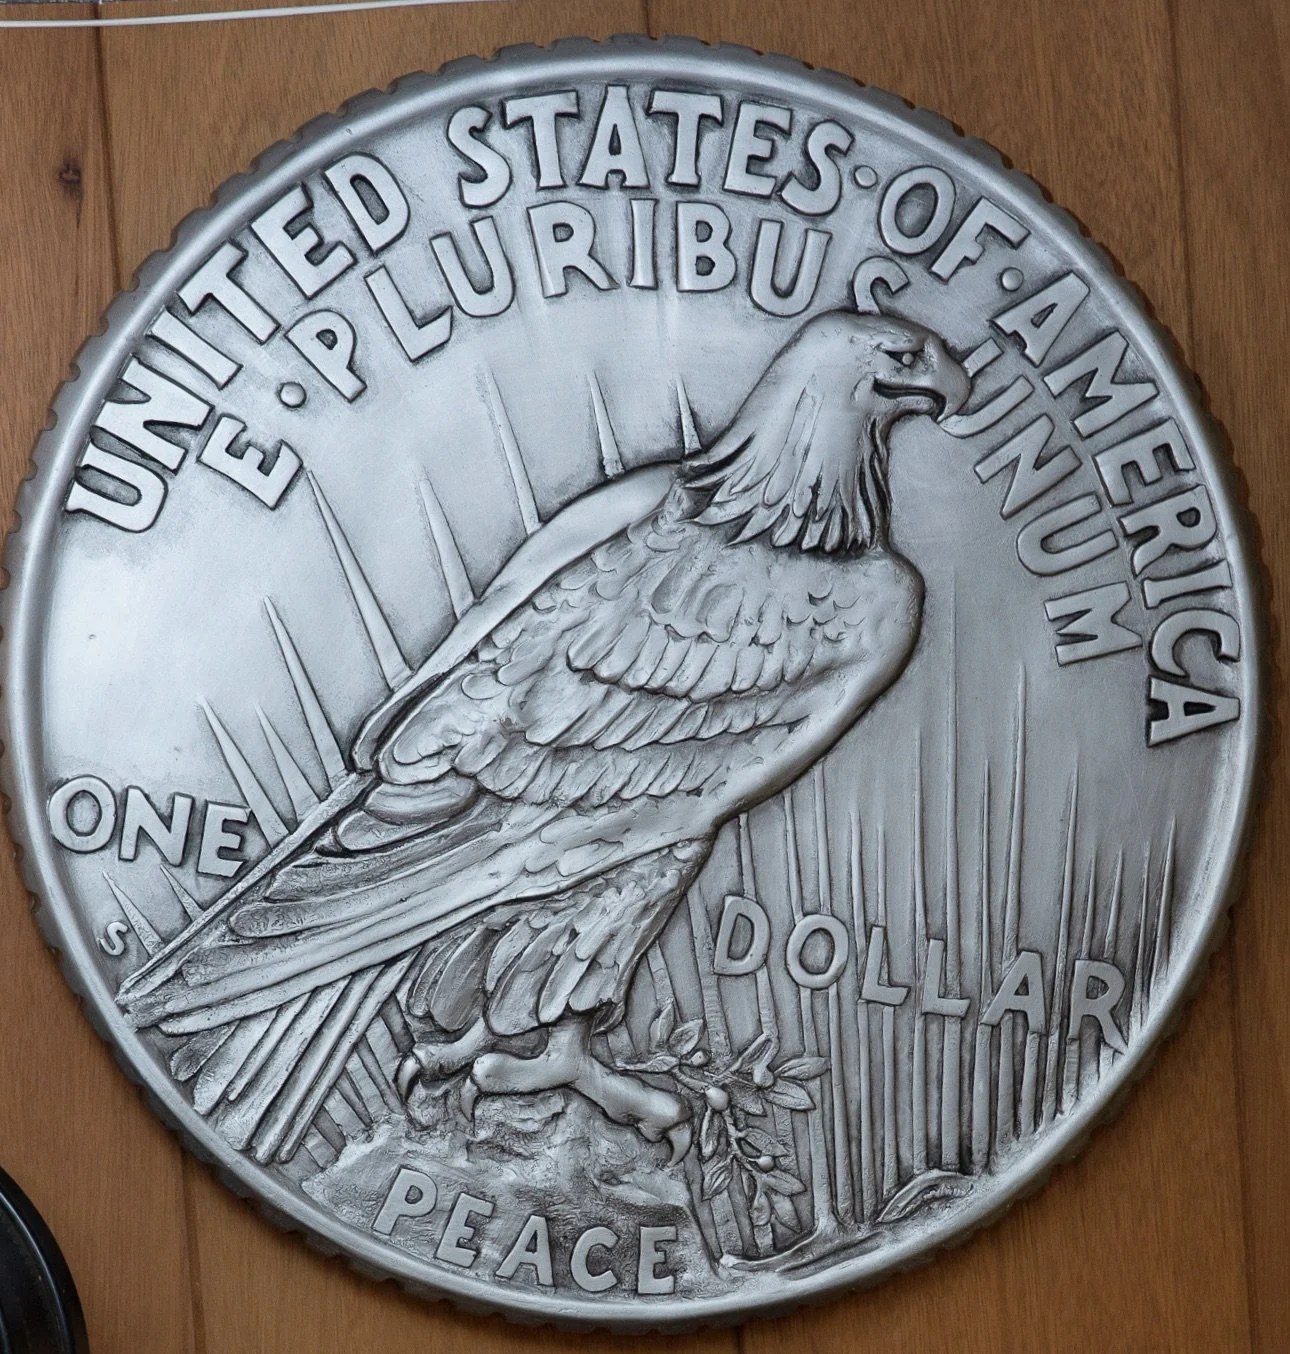 UNITED STATES·OF·AMERICA
E·PLURIBUS UNUM
ONE DOLLAR
S
PEACE